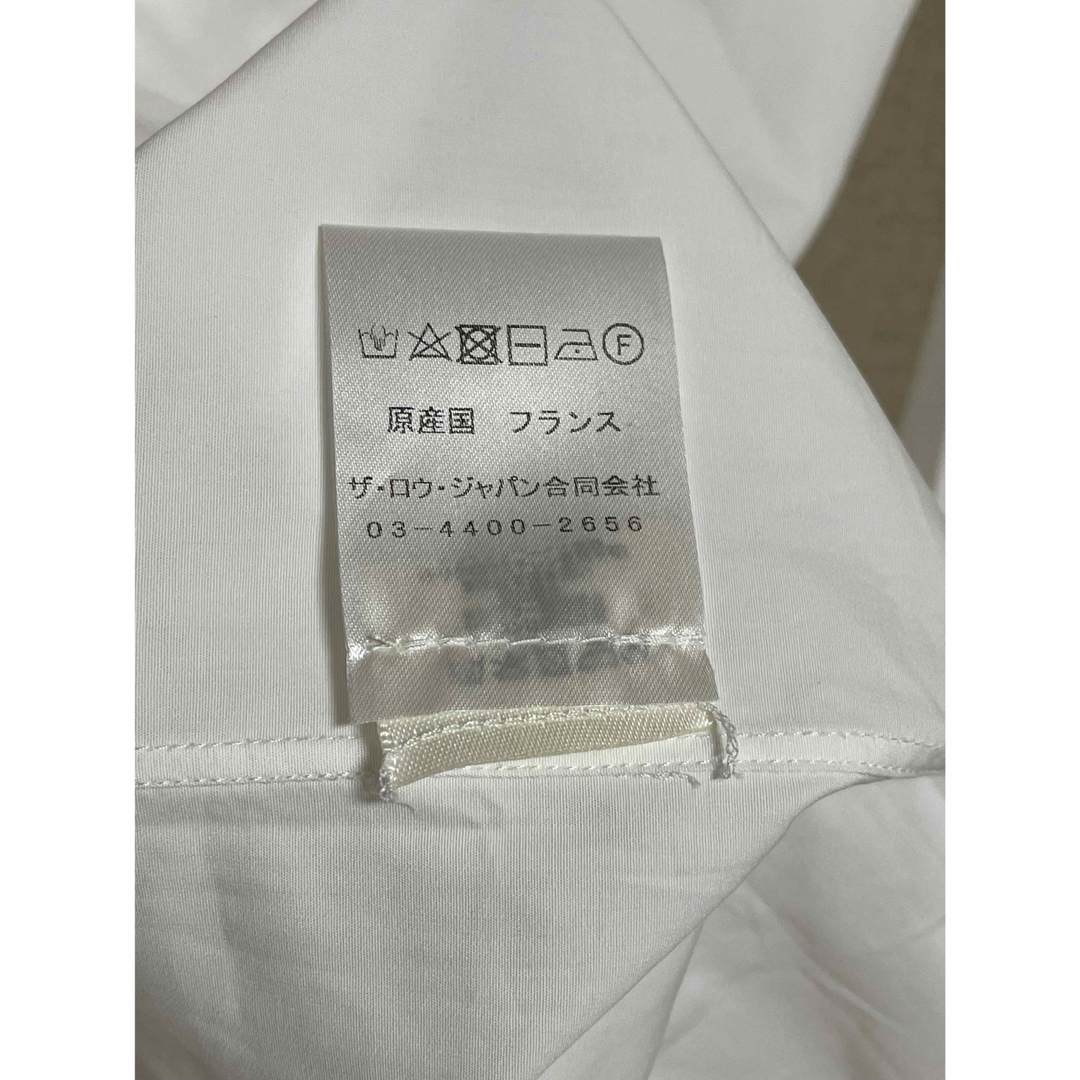 F
原産国　フランス
ザ・ロウ・ジャパン合同会社
03-4400-2656